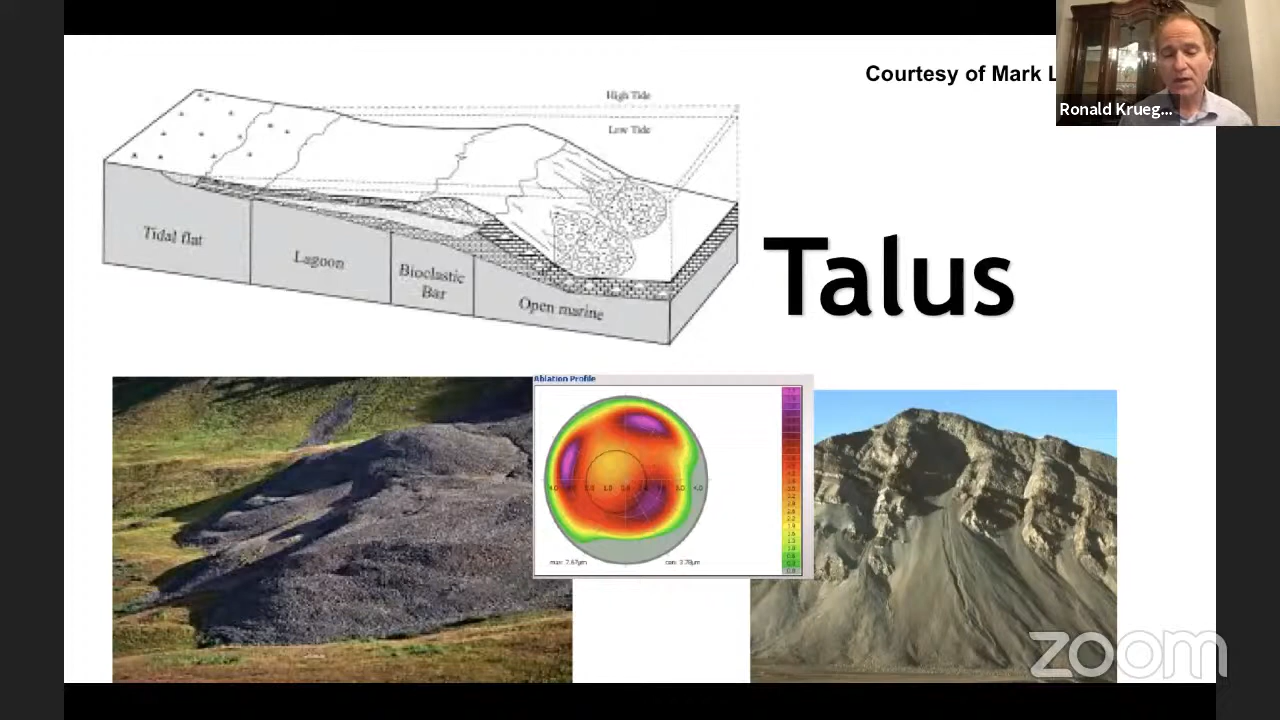 Courtesy of Mark L
Ronald Krueg...
High Tide
Low Tide
Tidal flat
Lagoon
Bioclastic
Bar
Open marine
Talus
Ablation Profile
zoom